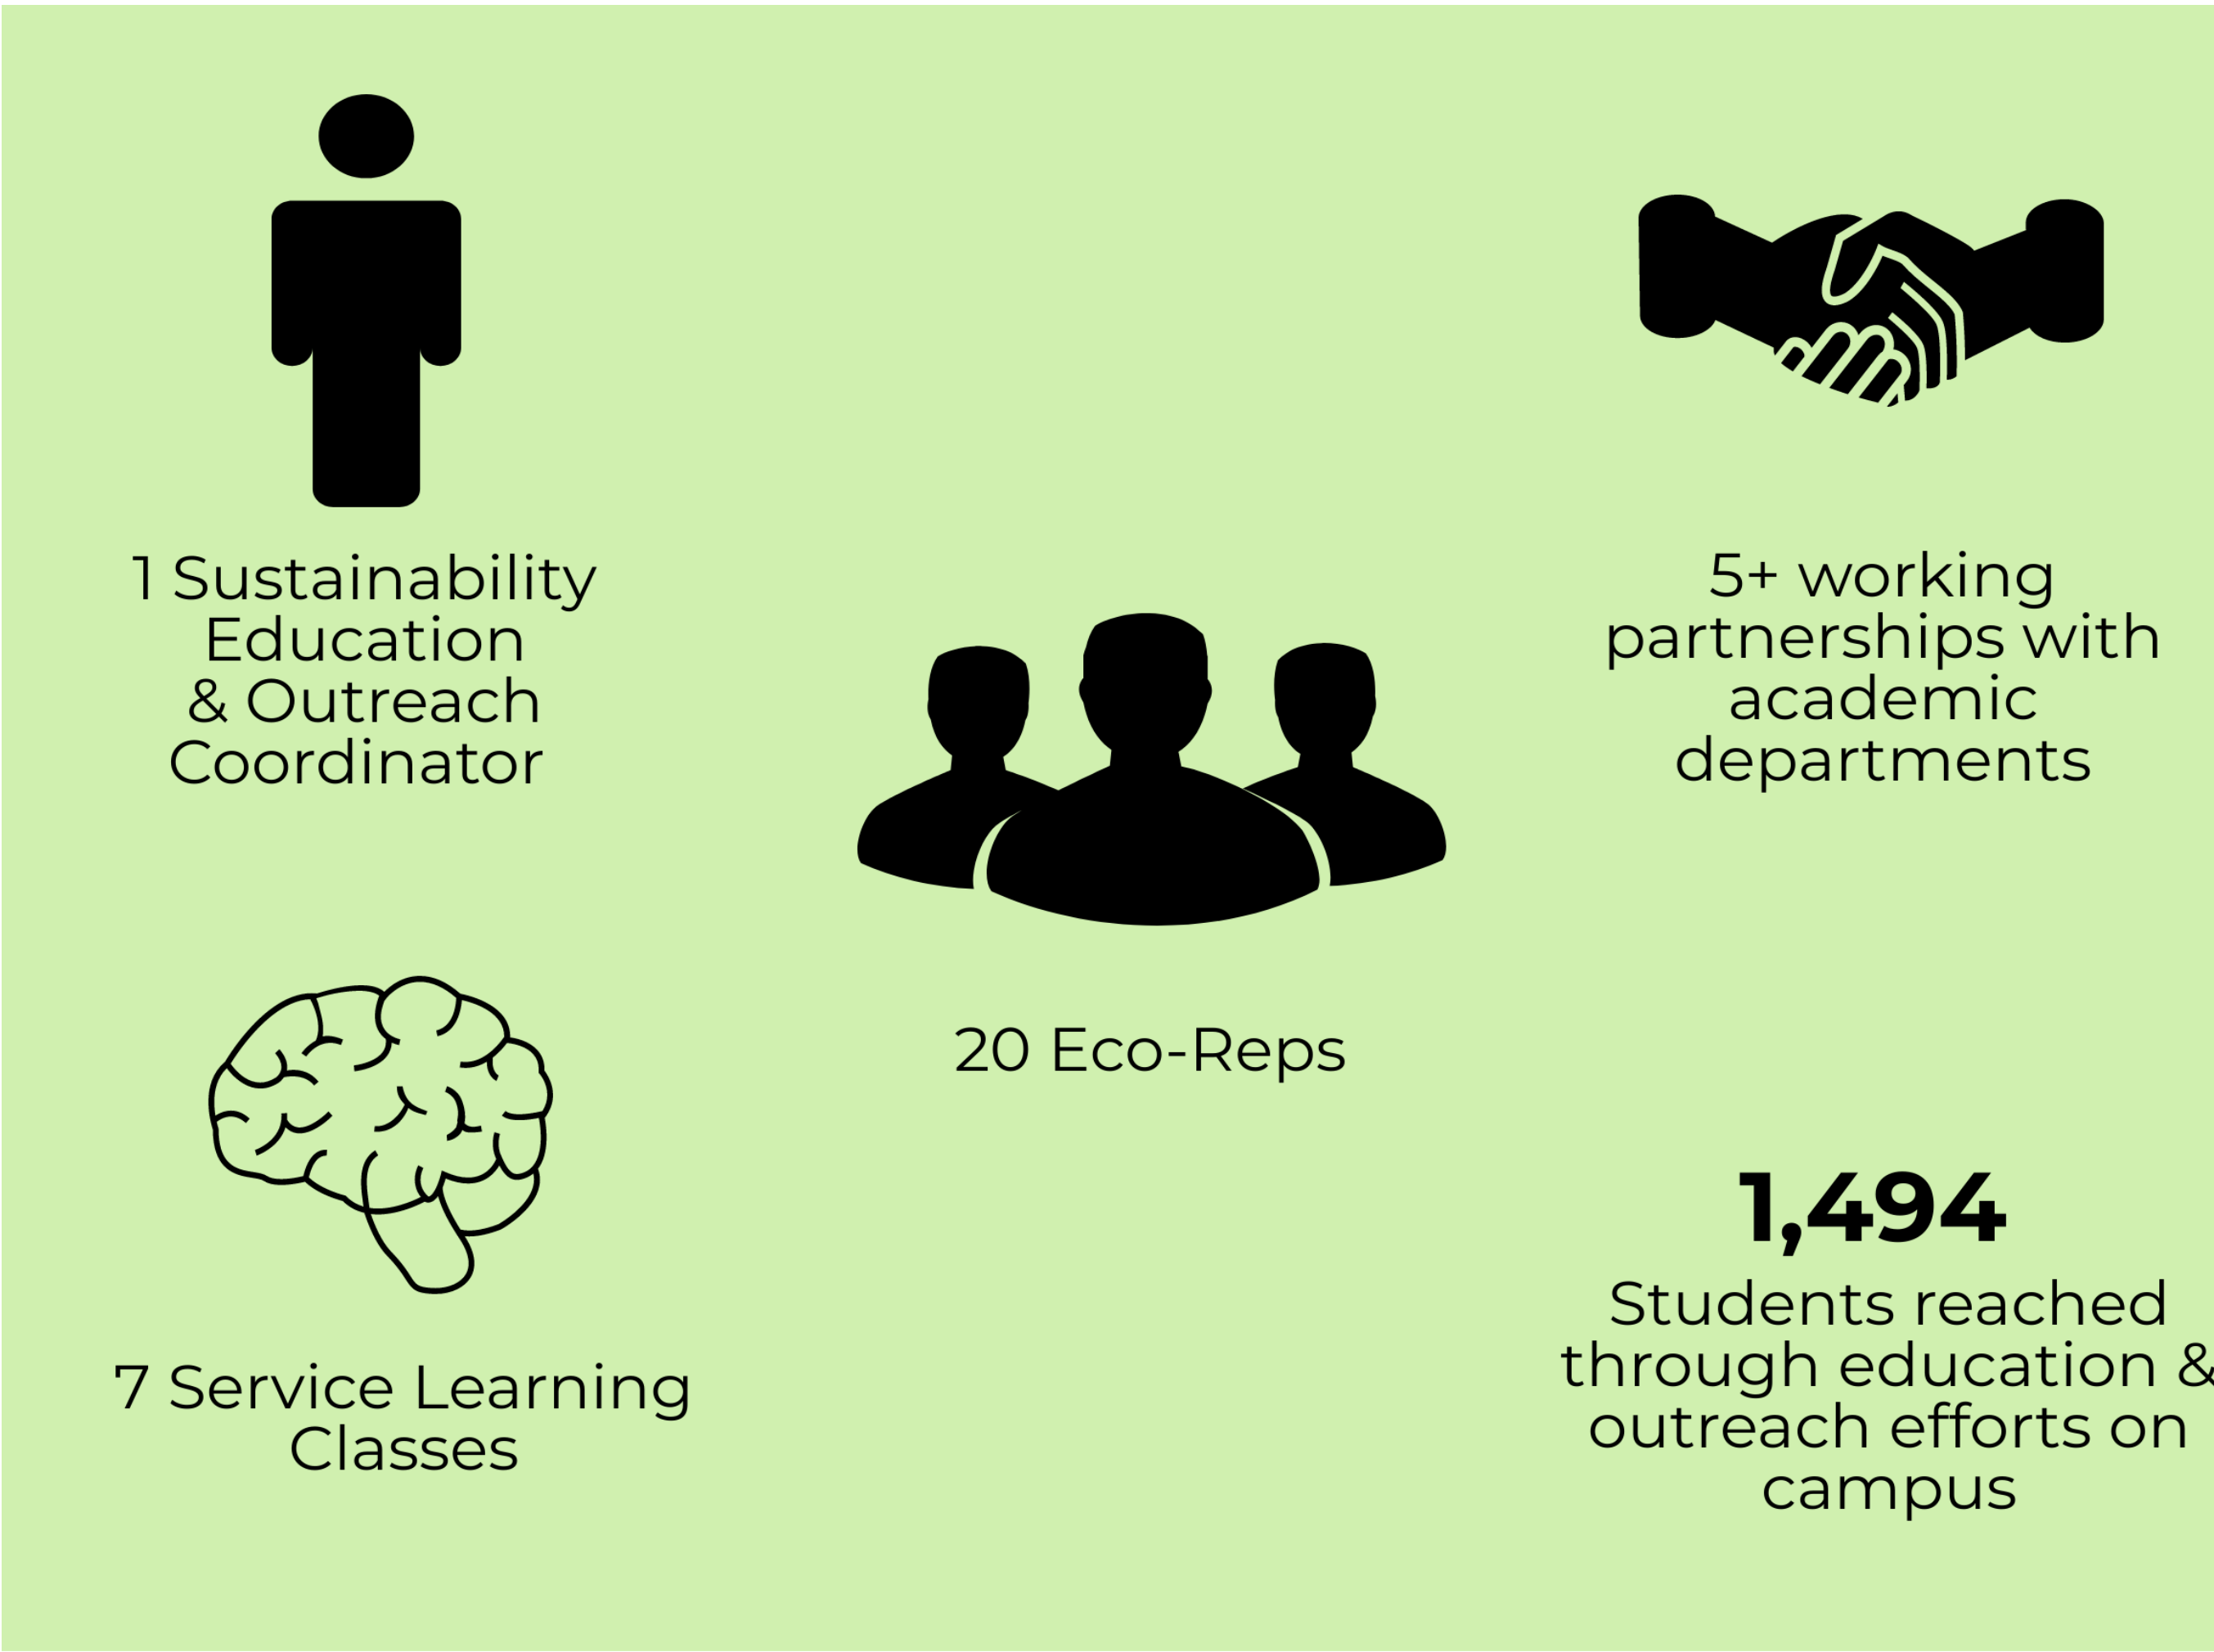 1 Sustainability
Education
& Outreach
Coordinator
5+ working
partnerships with
academic
departments
20 Eco-Reps
7 Service Learning
Classes
1,494
Students reached
through education &
outreach efforts on
campus